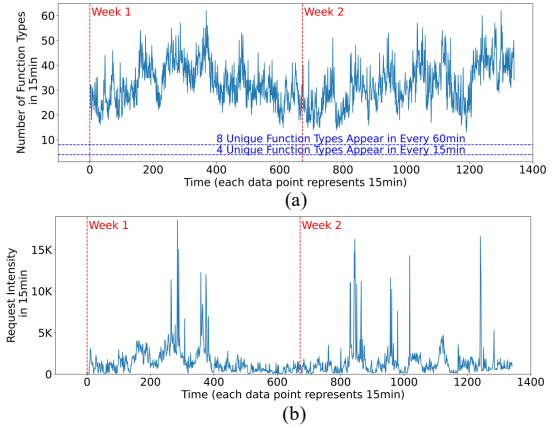 Number of Function Types
in 15min
60
50
40
30
20
10
Week 1
Week 2
8 Unique Function Types Appear in Every 60min
4 Unique Function Types Appear in Every 15min
0
200
400
600
800
1000
1200
1400
Time (each data point represents 15min)
(a)
Request Intensity
in 15min
15K
10K
5K
0
Week 1
Week 2
0
200
400
600
800
1000
1200
1400
Time (each data point represents 15min)
(b)